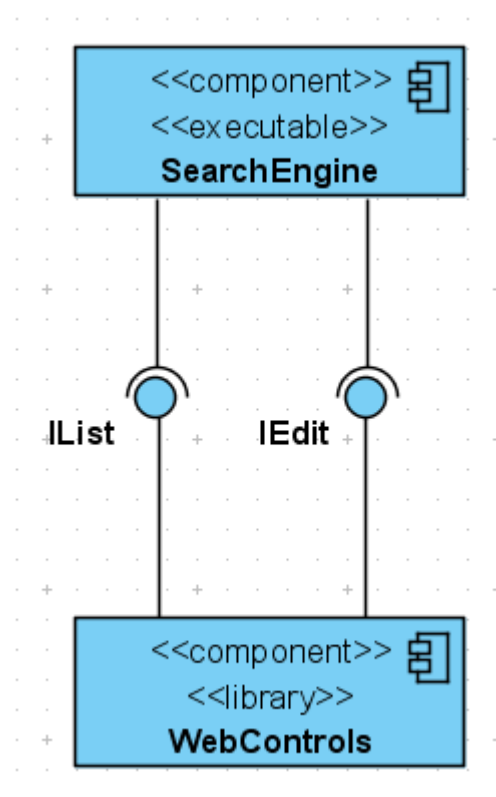 <<component>>
<<executable>>
SearchEngine
IList
IEdit
<<component>>
<<library>>
WebControls